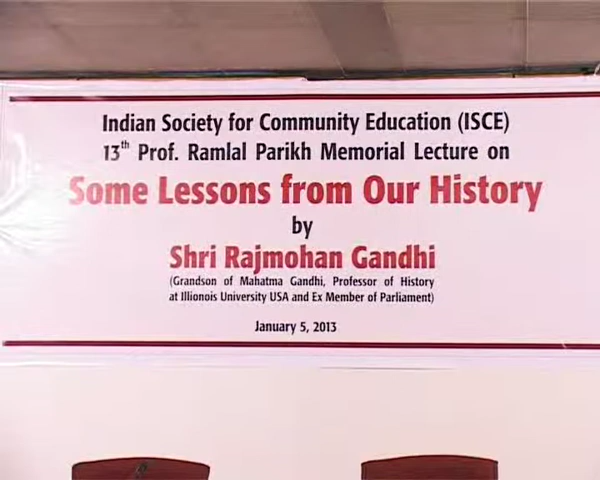 Indian Society for Community Education (ISCE)
13th Prof. Ramlal Parikh Memorial Lecture on
Some Lessons from Our History
by
Shri Rajmohan Gandhi
(Grandson of Mahatma Gandhi, Professor of History
at Illionois University USA and Ex Member of Parliament)
January 5, 2013